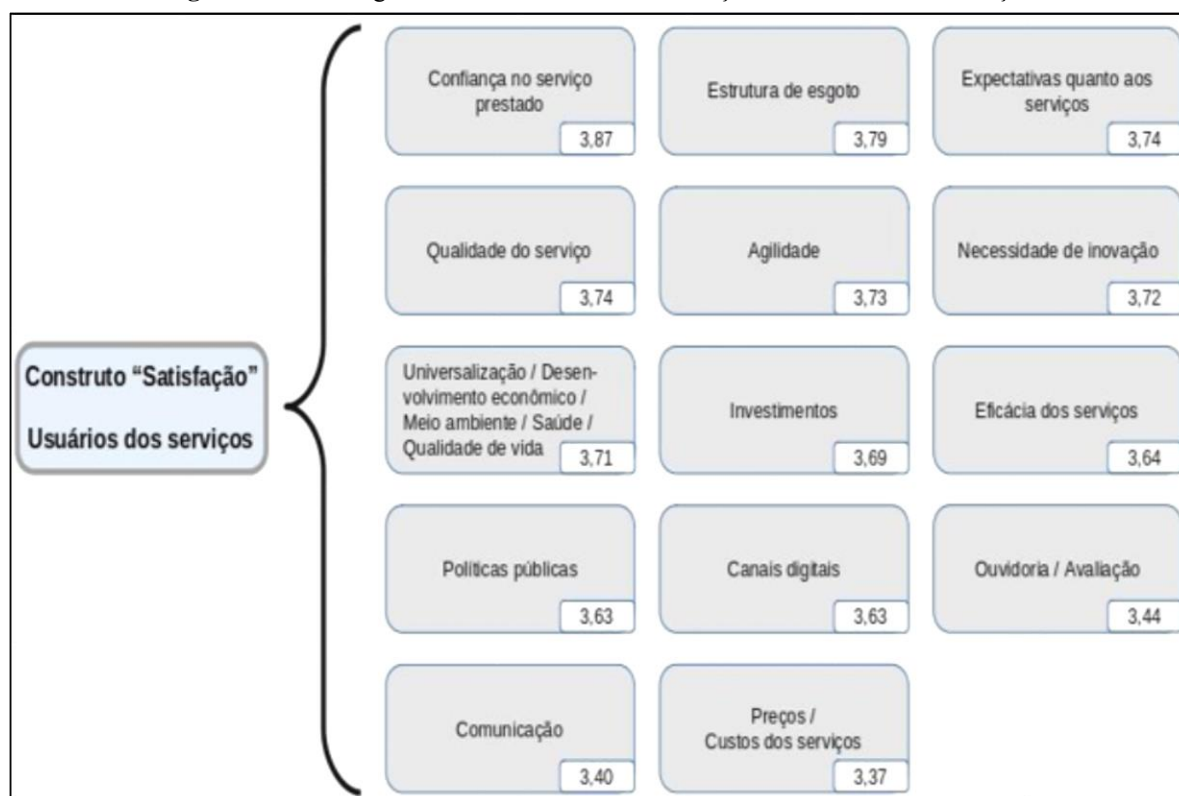 Construto “Satisfação”
Usuários dos serviços
Confiança no serviço
prestado
3,87
Estrutura de esgoto
3,79
Expectativas quanto aos
serviços
3,74
Qualidade do serviço
3,74
Agilidade
3,73
Necessidade de inovação
3,72
Universalização / Desen-
volvimento econômico /
Meio ambiente / Saúde /
Qualidade de vida
3,71
Investimentos
3,69
Eficácia dos serviços
3,64
Políticas públicas
3,63
Canais digitais
3,63
Ouvidoria / Avaliação
3,44
Comunicação
3,40
Preços /
Custos dos serviços
3,37